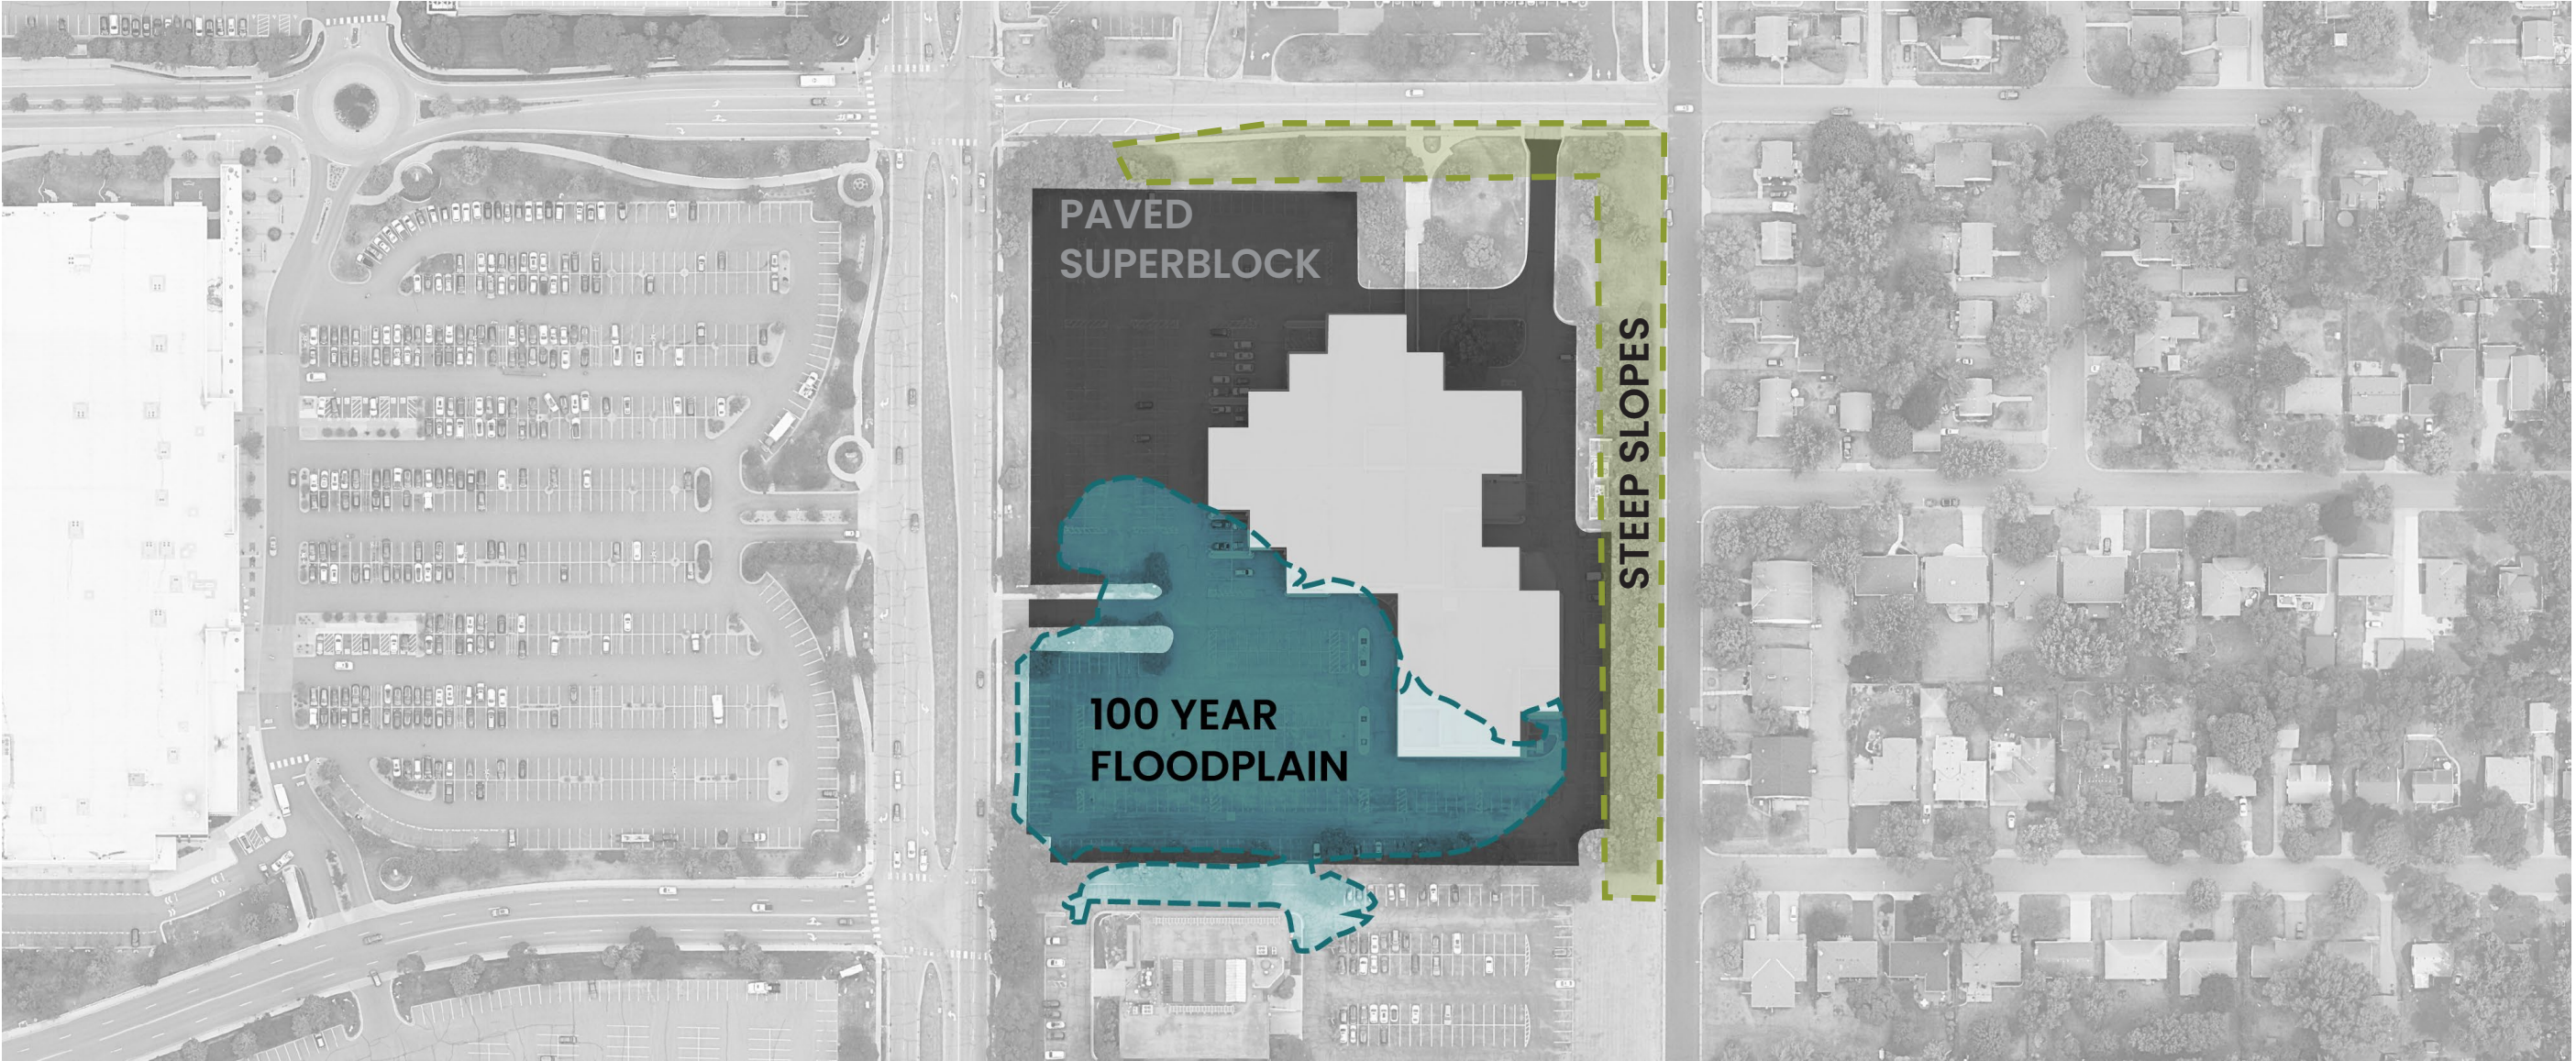 PAVED
SUPERBLOCK
STEEP SLOPES
100 YEAR
FLOODPLAIN